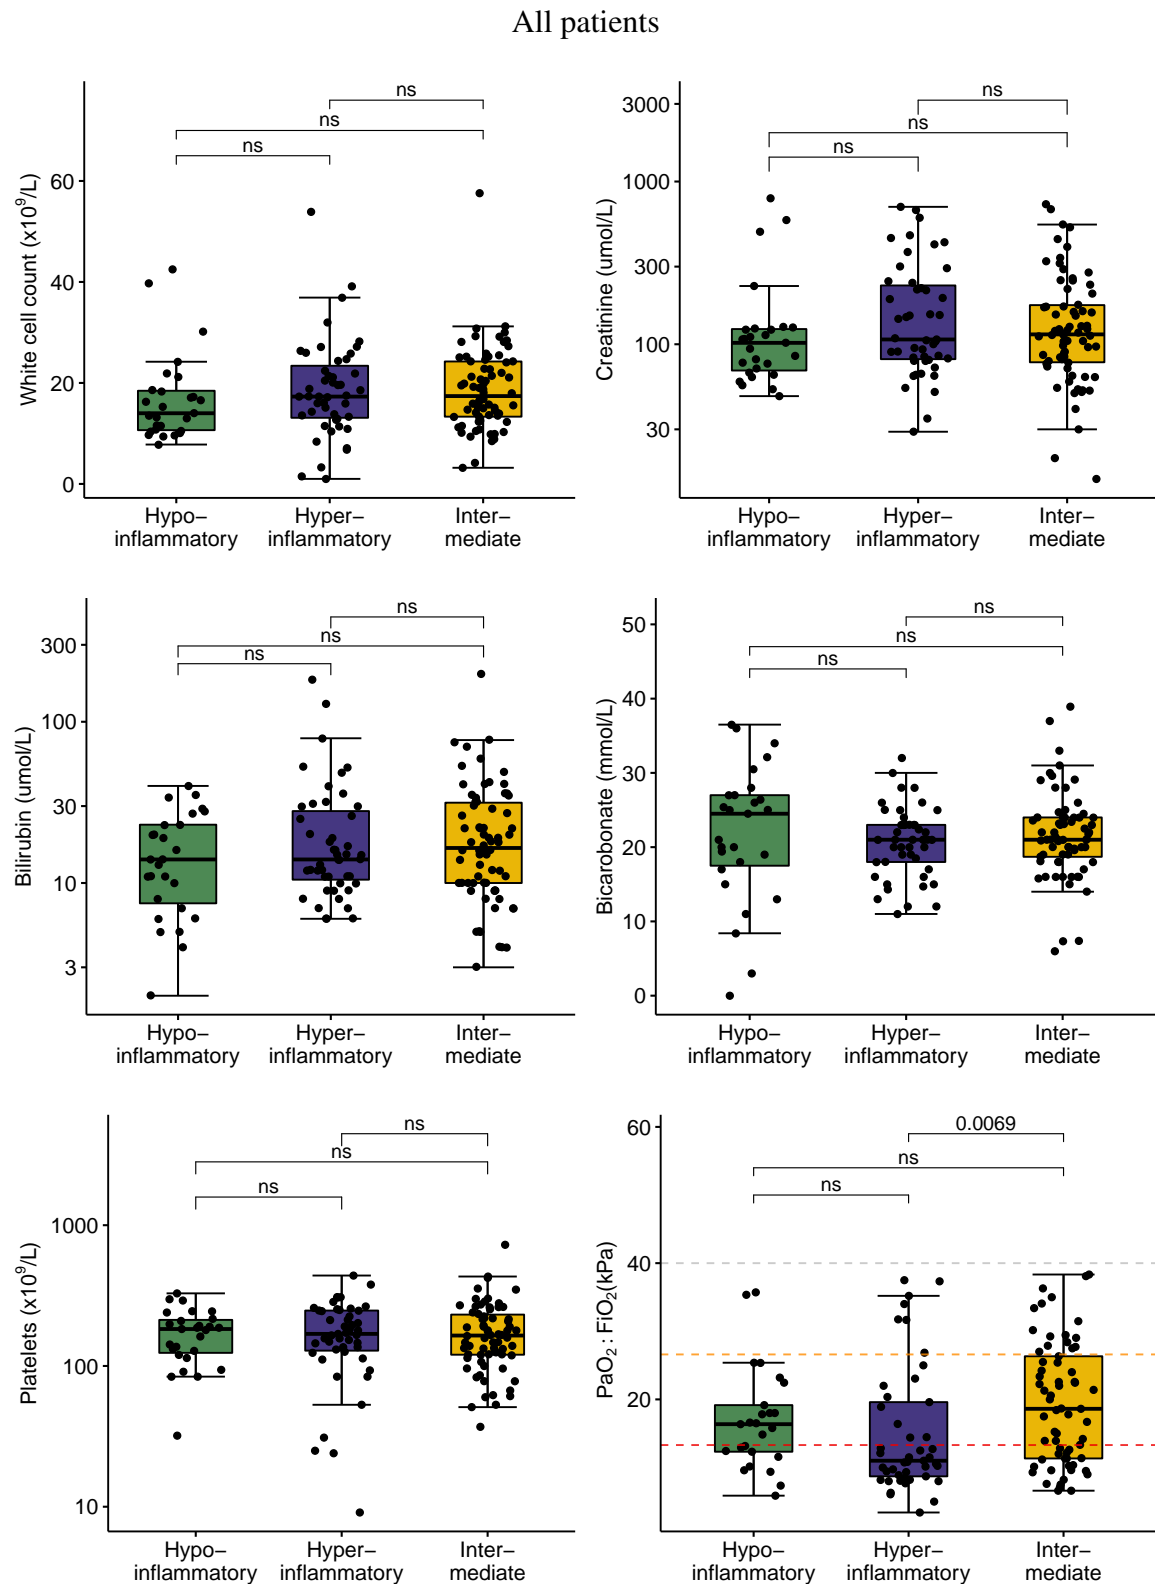 All patients
ns
ns
ns
White cell count (x10⁹/L)
60
40
20
0
Hypo−
inflammatory
Hyper−
inflammatory
Inter−
mediate
ns
ns
ns
Creatinine (umol/L)
3000
1000
300
100
30
Hypo−
inflammatory
Hyper−
inflammatory
Inter−
mediate
ns
ns
ns
Bilirubin (umol/L)
300
100
30
10
3
Hypo−
inflammatory
Hyper−
inflammatory
Inter−
mediate
ns
ns
ns
Bicarobonate (mmol/L)
50
40
30
20
10
0
Hypo−
inflammatory
Hyper−
inflammatory
Inter−
mediate
ns
ns
ns
Platelets (x10⁹/L)
1000
100
10
Hypo−
inflammatory
Hyper−
inflammatory
Inter−
mediate
0.0069
ns
ns
PaO₂ : FiO₂(kPa)
60
40
20
Hypo−
inflammatory
Hyper−
inflammatory
Inter−
mediate